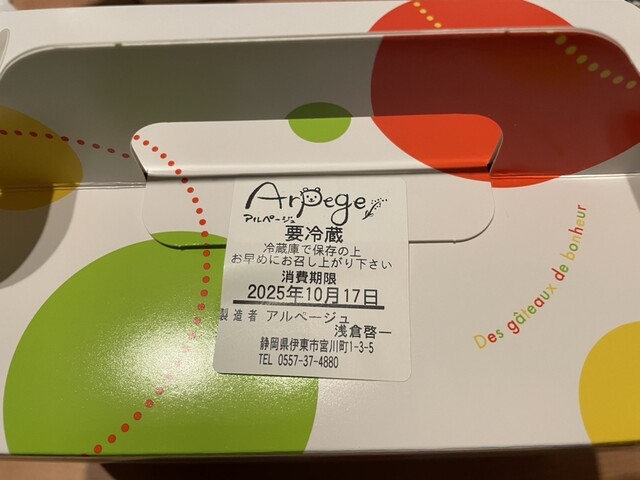 Arpege
アルページュ
要冷蔵
冷蔵庫で保存の上
お早めにお召し上がり下さい
消費期限
2025年10月17日
製造者 アルページュ
浅倉啓一
静岡県伊東市宮川町1-3-5
TEL 0557-37-4880
Des gâteaux de bonheur